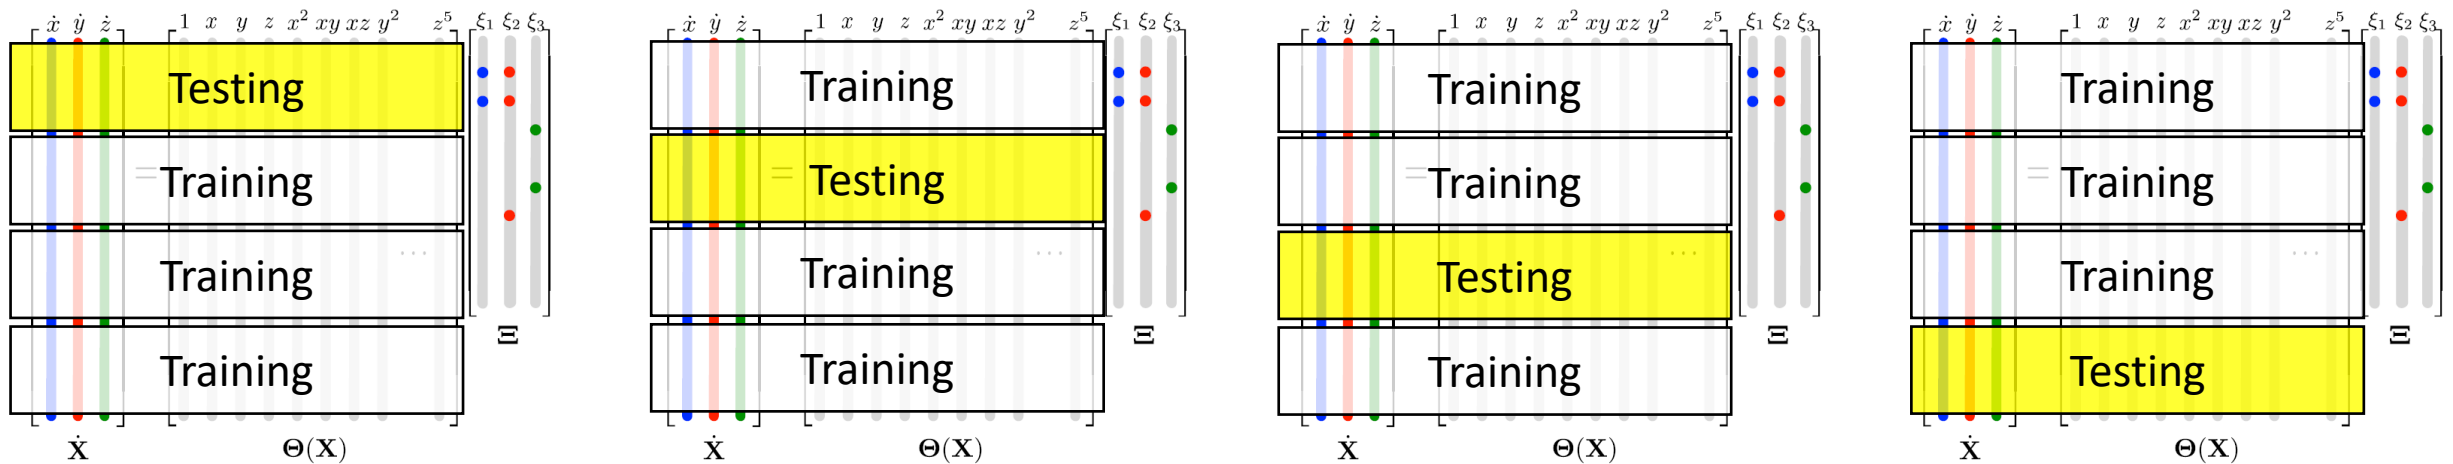 ẋ ẏ ż 1 x y z x² xy xz y² z⁵ ξ₁ ξ₂ ξ₃
Testing
= Training
Training
Training
...
Ξ
Ẋ Θ(X)
ẋ ẏ ż 1 x y z x² xy xz y² z⁵ ξ₁ ξ₂ ξ₃
Training
= Testing
Training
Training
...
Ξ
Ẋ Θ(X)
ẋ ẏ ż 1 x y z x² xy xz y² z⁵ ξ₁ ξ₂ ξ₃
Training
= Training
Testing
Training
...
Ξ
Ẋ Θ(X)
ẋ ẏ ż 1 x y z x² xy xz y² z⁵ ξ₁ ξ₂ ξ₃
Training
= Training
Training
Testing
...
Ξ
Ẋ Θ(X)